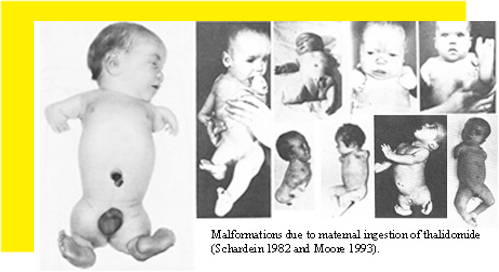 Malformations due to maternal ingestion of thalidomide
(Schardein 1982 and Moore 1993).